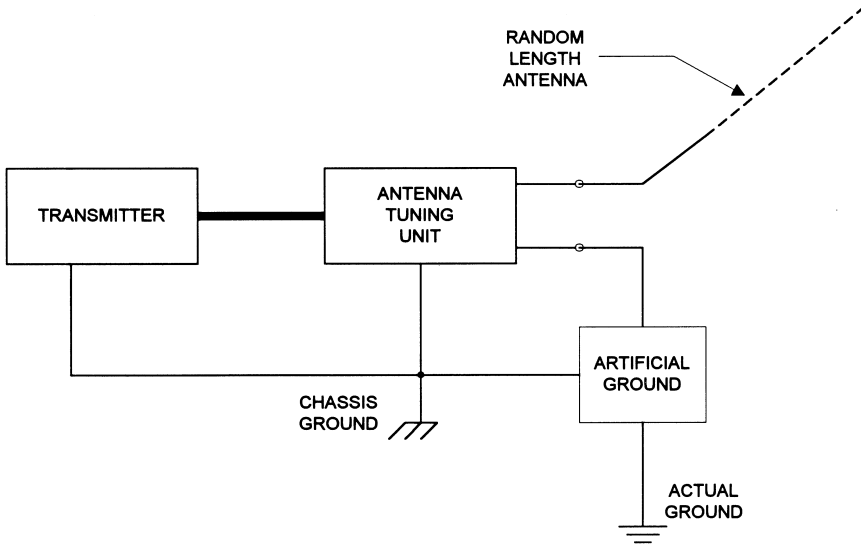 RANDOM
LENGTH
ANTENNA
TRANSMITTER
ANTENNA
TUNING
UNIT
ARTIFICIAL
GROUND
CHASSIS
GROUND
ACTUAL
GROUND